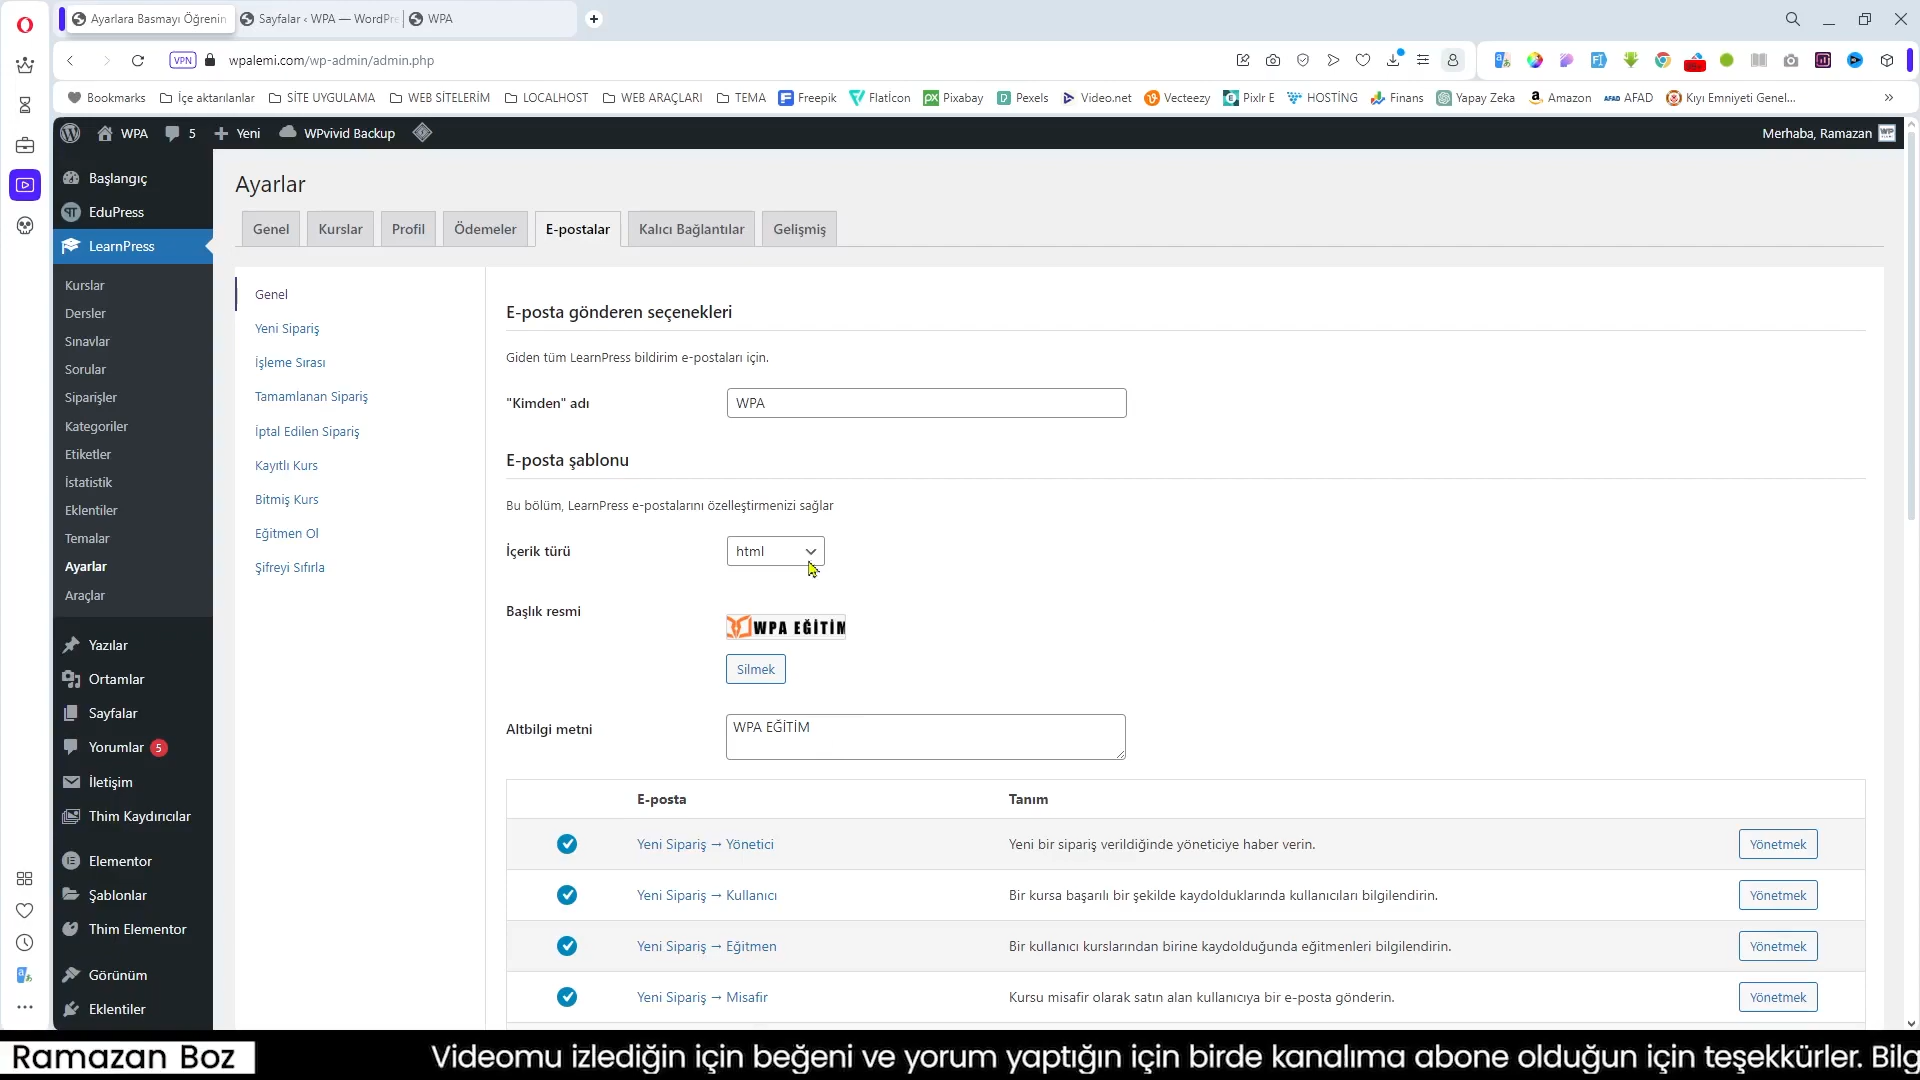 Ayarlara Basmayı Öğrenin
Sayfalar ‹ WPA — WordPre
WPA
VPN
wpalemi.com/wp-admin/admin.php
Bookmarks
İçe aktarılanlar
SİTE UYGULAMA
WEB SİTELERİM
LOCALHOST
WEB ARAÇLARI
TEMA
Freepik
Flaticon
Pixabay
Pexels
Video.net
Vecteezy
Pixlr E
HOSTİNG
Finans
Yapay Zeka
Amazon
AFAD
Kıyı Emniyeti Genel...
WPA
5
Yeni
WPvivid Backup
Merhaba, Ramazan
Başlangıç
EduPress
LearnPress
Kurslar
Dersler
Sınavlar
Sorular
Siparişler
Kategoriler
Etiketler
İstatistik
Eklentiler
Temalar
Ayarlar
Araçlar
Yazılar
Ortamlar
Sayfalar
Yorumlar 5
İletişim
Thim Kaydırıcılar
Elementor
Şablonlar
Thim Elementor
Görünüm
Eklentiler
Ayarlar
Genel
Kurslar
Profil
Ödemeler
E-postalar
Kalıcı Bağlantılar
Gelişmiş
Genel
Yeni Sipariş
İşleme Sırası
Tamamlanan Sipariş
İptal Edilen Sipariş
Kayıtlı Kurs
Bitmiş Kurs
Eğitmen Ol
Şifreyi Sıfırla
E-posta gönderen seçenekleri
Giden tüm LearnPress bildirim e-postaları için.
"Kimden" adı
WPA
E-posta şablonu
Bu bölüm, LearnPress e-postalarını özelleştirmenizi sağlar
İçerik türü
html
Başlık resmi
WPA EĞİTİM
Silmek
Altbilgi metni
WPA EĞİTİM
E-posta
Tanım
Yeni Sipariş → Yönetici
Yeni bir sipariş verildiğinde yöneticiye haber verin.
Yönetmek
Yeni Sipariş → Kullanıcı
Bir kursa başarılı bir şekilde kaydolduklarında kullanıcıları bilgilendirin.
Yönetmek
Yeni Sipariş → Eğitmen
Bir kullanıcı kurslarından birine kaydolduğunda eğitmenleri bilgilendirin.
Yönetmek
Yeni Sipariş → Misafir
Kursu misafir olarak satın alan kullanıcıya bir e-posta gönderin.
Yönetmek
Ramazan Boz
Videomu izlediğin için beğeni ve yorum yaptığın için birde kanalıma abone olduğun için teşekkürler. Bilg